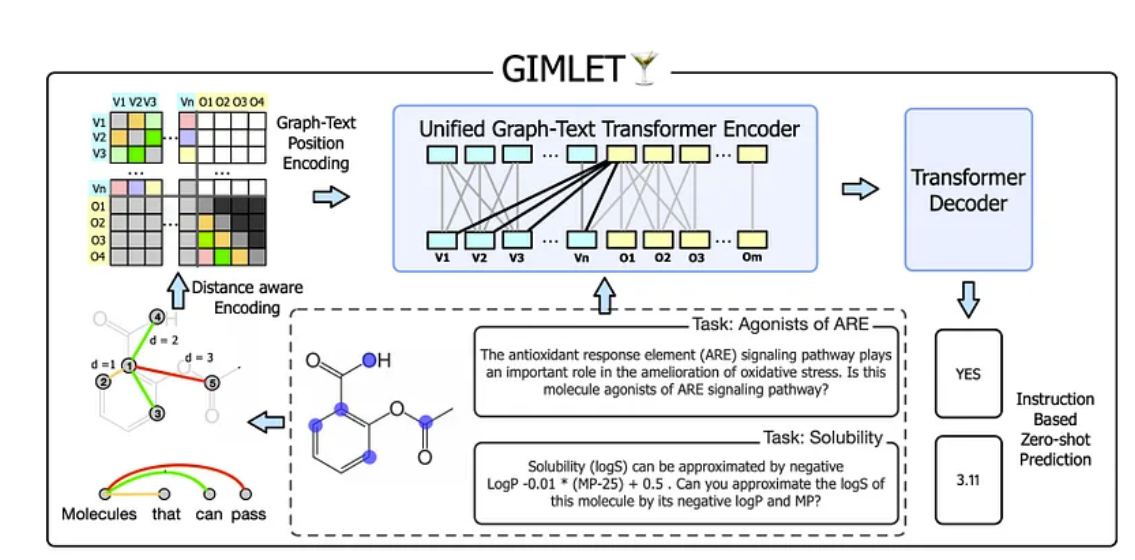 GIMLET
V1 V2 V3 Vn O1 O2 O3 O4
V1
V2
V3
...
...
...
Vn
O1
O2
O3
O4
...
Graph-Text
Position
Encoding
Distance aware
Encoding
Unified Graph-Text Transformer Encoder
... ...
... ...
V1 V2 V3 Vn O1 O2 O3 Om
Transformer
Decoder
4 H
O
d = 2
d =1 1 d = 3
2 5
3 O
Molecules that can pass
O OH
O
O
Task: Agonists of ARE
The antioxidant response element (ARE) signaling pathway plays
an important role in the amelioration of oxidative stress. Is this
molecule agonists of ARE signaling pathway?
Task: Solubility
Solubility (logS) can be approximated by negative
LogP -0.01 * (MP-25) + 0.5 . Can you approximate the logS of
this molecule by its negative logP and MP?
YES
3.11
Instruction
Based
Zero-shot
Prediction